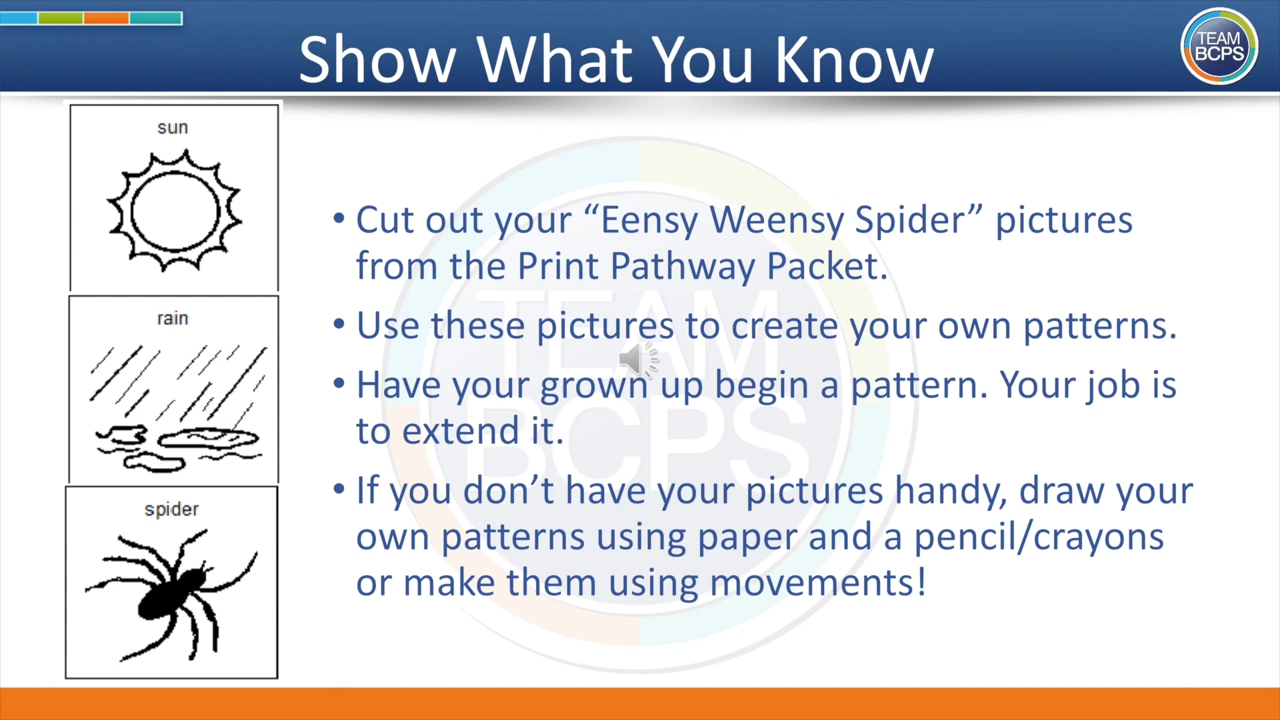 Show What You Know
TEAM
BCPS
sun
rain
spider
• Cut out your “Eensy Weensy Spider” pictures
from the Print Pathway Packet.
• Use these pictures to create your own patterns.
• Have your grown up begin a pattern. Your job is
to extend it.
• If you don’t have your pictures handy, draw your
own patterns using paper and a pencil/crayons
or make them using movements!
TEAM
BCPS